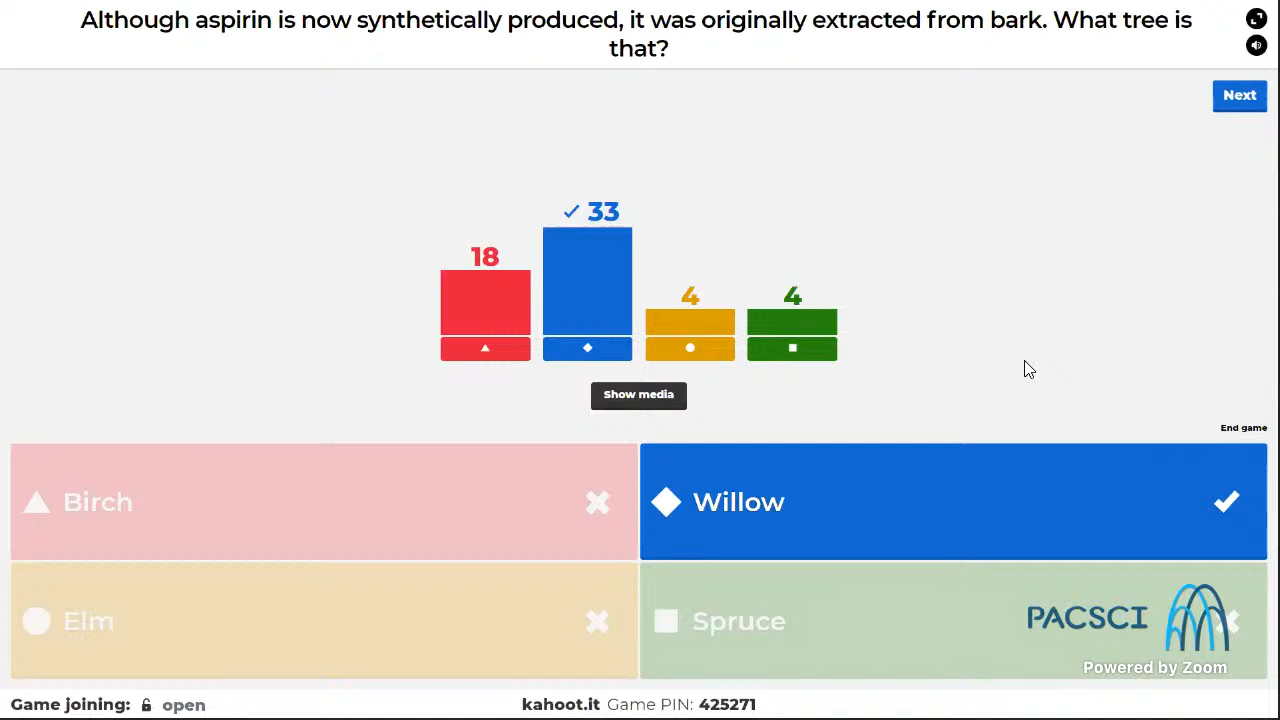 Although aspirin is now synthetically produced, it was originally extracted from bark. What tree is
that?
Next
33
18
4
4
Show media
End game
Birch
Willow
Elm
Spruce
PACSCI
Powered by Zoom
Game joining: open
kahoot.it Game PIN: 425271